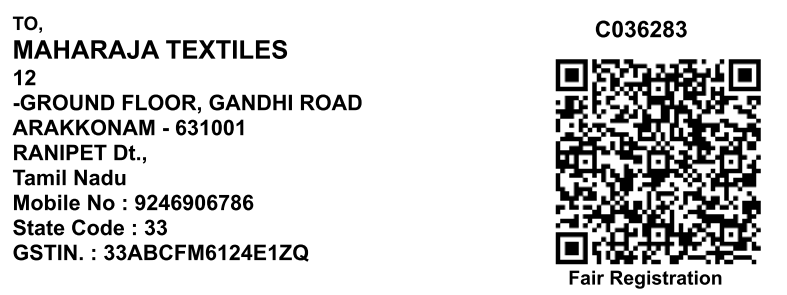 TO,
MAHARAJA TEXTILES
12
-GROUND FLOOR, GANDHI ROAD
ARAKKONAM - 631001
RANIPET Dt.,
Tamil Nadu
Mobile No : 9246906786
State Code : 33
GSTIN. : 33ABCFM6124E1ZQ
C036283
Fair Registration